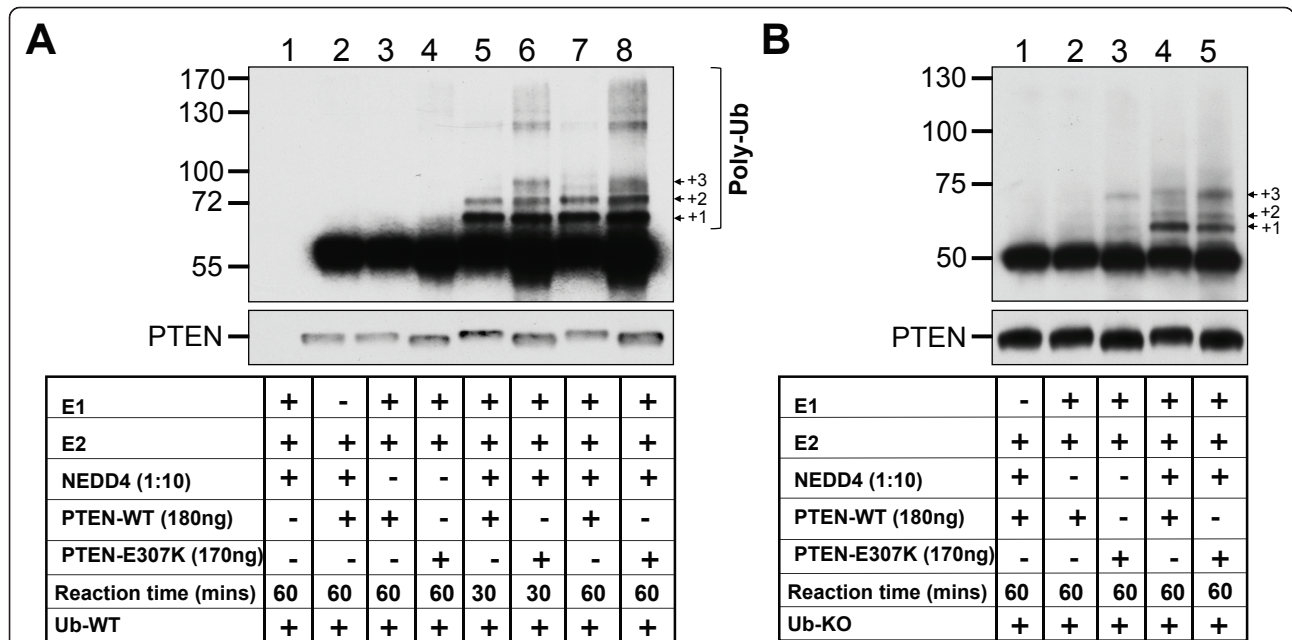 A
1 2 3 4 5 6 7 8
170
130
100
72
55
+3
+2
+1
Poly-Ub
PTEN
E1 + - + + + + + +
E2 + + + + + + + +
NEDD4 (1:10) + + - - + + + +
PTEN-WT (180ng) - + + - + - + -
PTEN-E307K (170ng) - - - + - + - +
Reaction time (mins) 60 60 60 60 30 30 60 60
Ub-WT + + + + + + + +
B
1 2 3 4 5
130
100
75
50
+3
+2
+1
PTEN
E1 - + + + +
E2 + + + + +
NEDD4 (1:10) + - - + +
PTEN-WT (180ng) + + - + -
PTEN-E307K (170ng) - - + - +
Reaction time (mins) 60 60 60 60 60
Ub-KO + + + + +